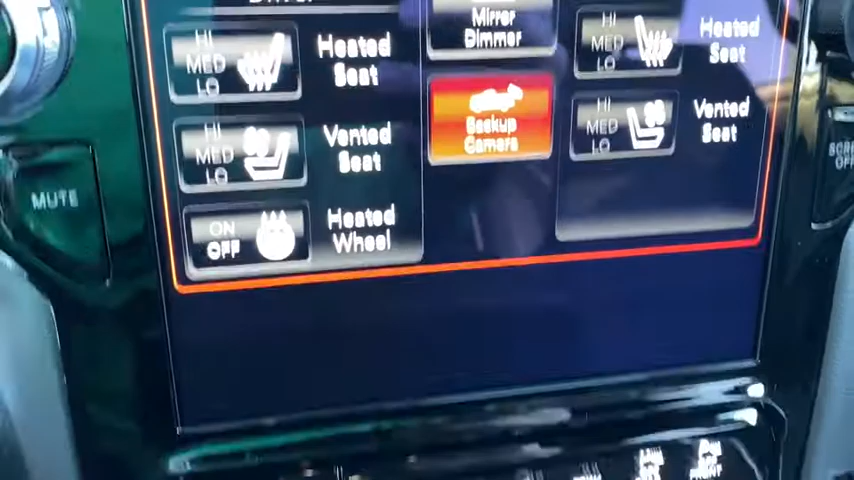 HI
MED
LO
Heated
Seat
Mirror
Dimmer
HI
MED
LO
Heated
Seat
HI
MED
LO
Vented
Seat
Backup
Camera
HI
MED
LO
Vented
Seat
MUTE
ON
OFF
Heated
Wheel
OFF